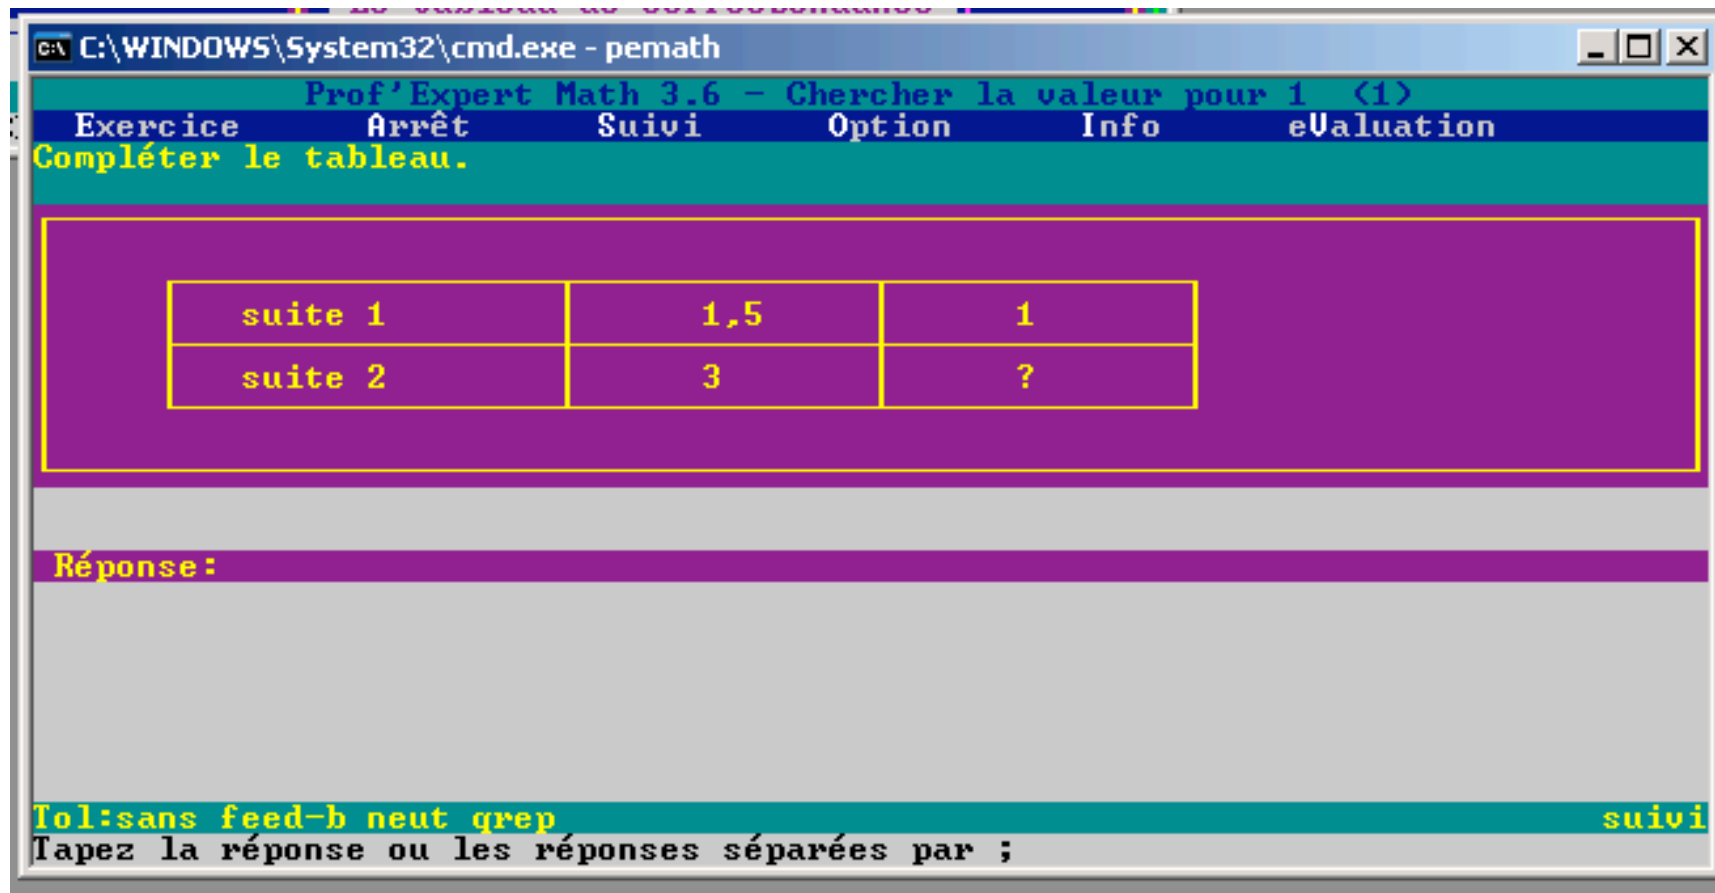 C:\WINDOWS\System32\cmd.exe - pemath
Prof'Expert Math 3.6 - Chercher la valeur pour 1 (1)
Exercice Arrêt Suivi Option Info eValuation
Compléter le tableau.
suite 1 1,5 1
suite 2 3 ?
Réponse:
Tol:sans feed-b neut qrep suivi
Tapez la réponse ou les réponses séparées par ;